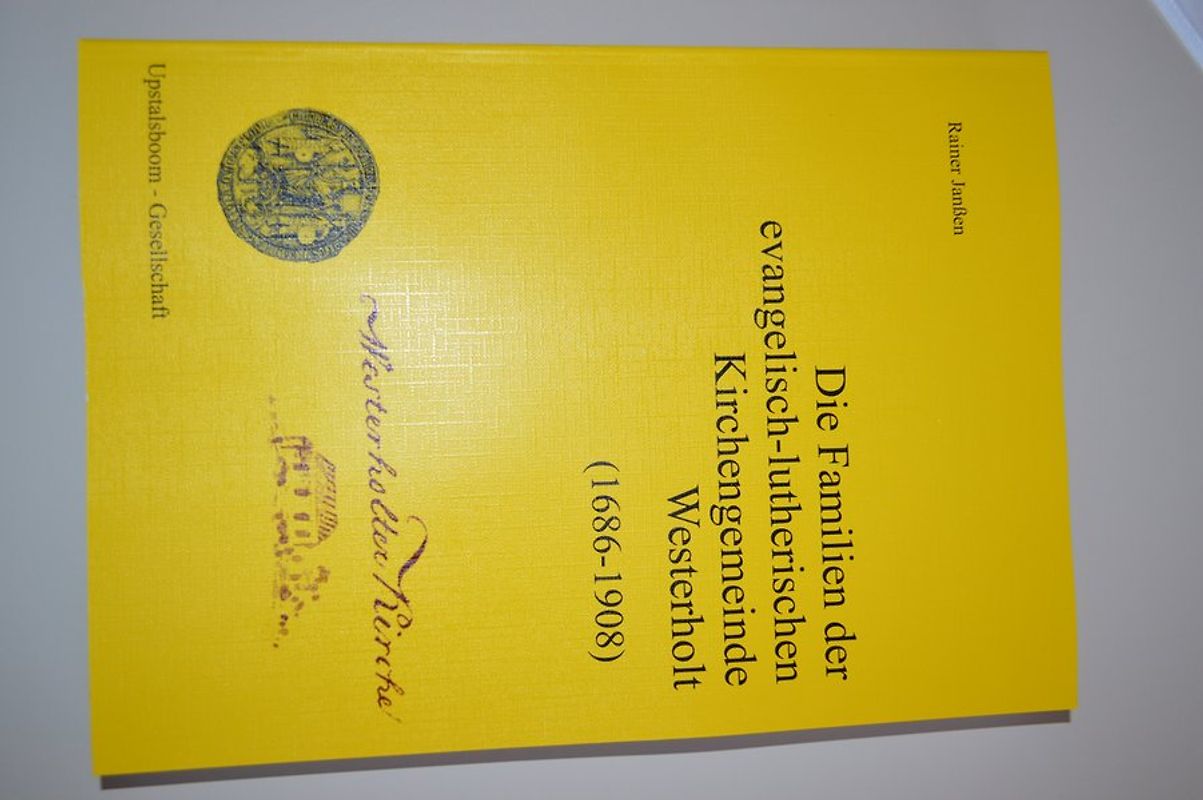 Rainer Janßen
Die Familien der
evangelisch-lutherischen
Kirchengemeinde
Westerholt
(1686-1908)
Westerholter Kirche
Upstalsboom - Gesellschaft